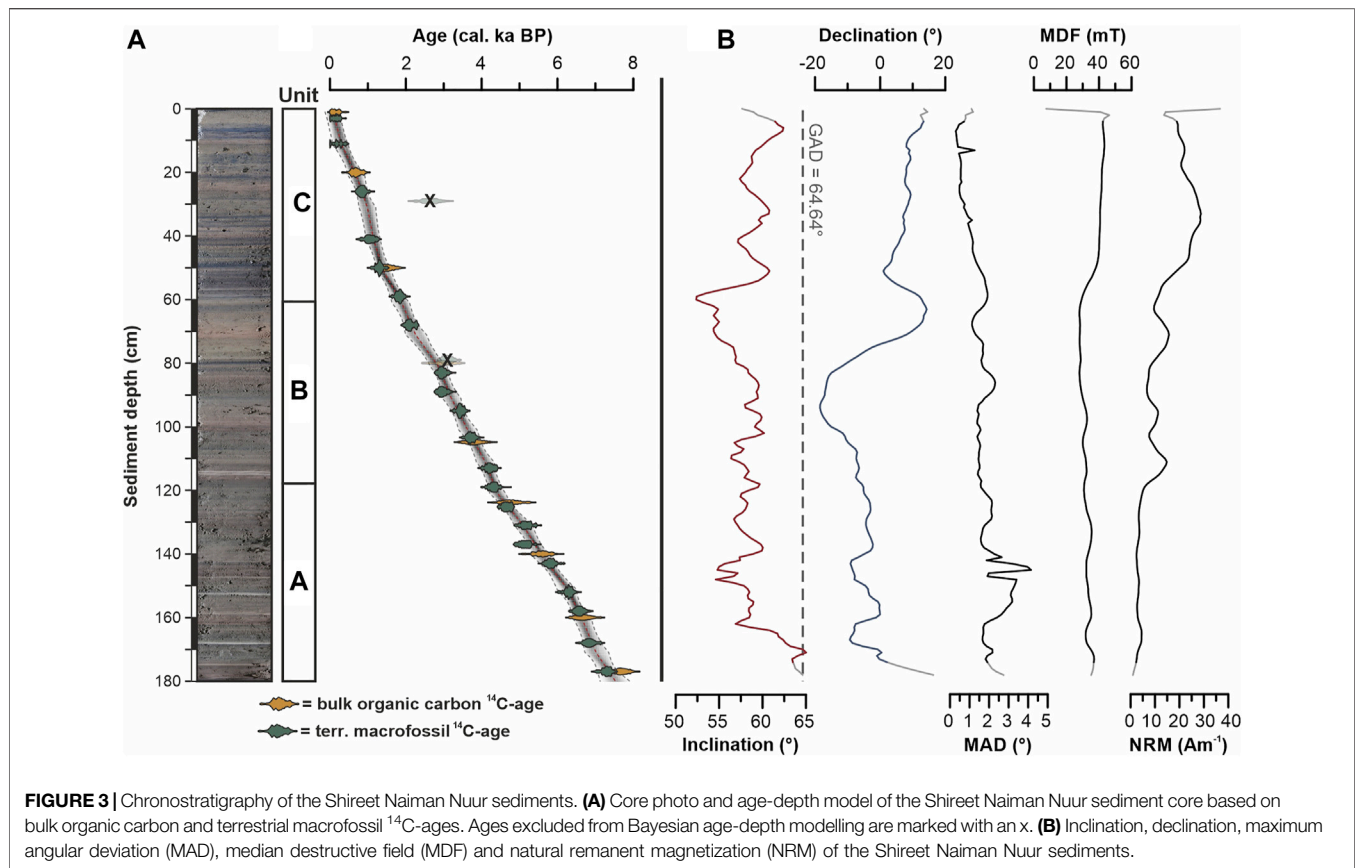 A
Age (cal. ka BP)
0 2 4 6 8
Unit
Sediment depth (cm)
0
20
40
60
80
100
120
140
160
180
C
B
A
X
X
= bulk organic carbon ¹⁴C-age
= terr. macrofossil ¹⁴C-age
B
Declination (°)
-20 0 20
MDF (mT)
0 20 40 60
GAD = 64.64°
50 55 60 65
Inclination (°)
0 1 2 3 4 5
MAD (°)
0 10 20 30 40
NRM (Am⁻¹)
FIGURE 3 | Chronostratigraphy of the Shireet Naiman Nuur sediments. (A) Core photo and age-depth model of the Shireet Naiman Nuur sediment core based on
bulk organic carbon and terrestrial macrofossil ¹⁴C-ages. Ages excluded from Bayesian age-depth modelling are marked with an x. (B) Inclination, declination, maximum
angular deviation (MAD), median destructive field (MDF) and natural remanent magnetization (NRM) of the Shireet Naiman Nuur sediments.